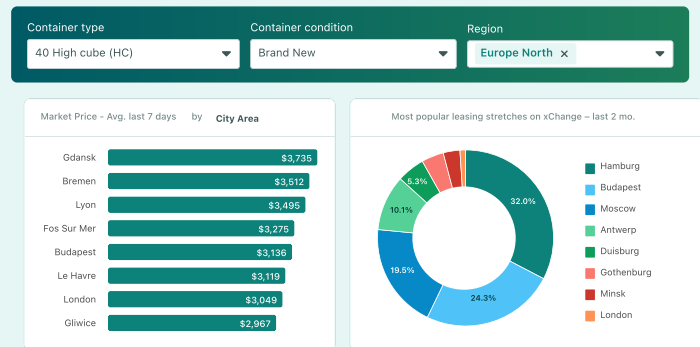 Container type
40 High cube (HC)
Container condition
Brand New
Region
Europe North ×
Market Price - Avg. last 7 days by City Area
Gdansk $3,735
Bremen $3,512
Lyon $3,495
Fos Sur Mer $3,275
Budapest $3,136
Le Havre $3,119
London $3,049
Gliwice $2,967
Most popular leasing stretches on xChange – last 2 mo.
32.0%
24.3%
19.5%
10.1%
5.3%
Hamburg
Budapest
Moscow
Antwerp
Duisburg
Gothenburg
Minsk
London